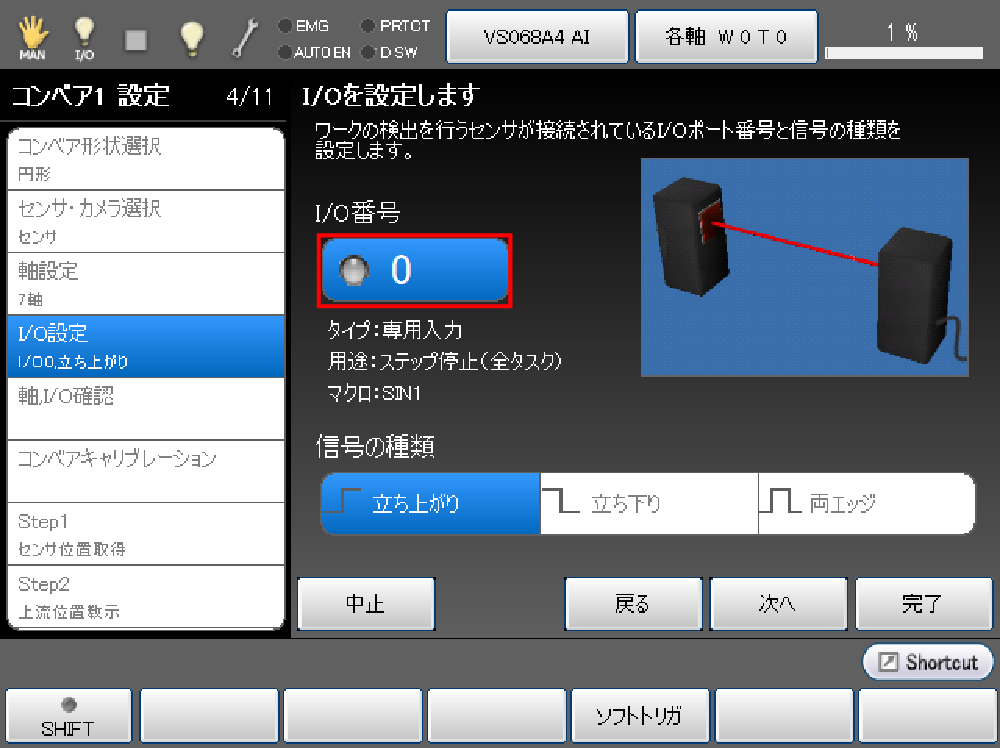 MAN
I/O
EMG
PRTCT
AUTO EN
D SW
VS068A4 AI
各軸 W0T0
1 %
コンベア1 設定
4/11
コンベア形状選択
円形
センサ・カメラ選択
センサ
軸設定
7軸
I/O設定
I/O0,立ち上がり
軸,I/O確認
コンベアキャリブレーション
Step1
センサ位置取得
Step2
上流位置教示
I/Oを設定します
ワークの検出を行うセンサが接続されているI/Oポート番号と信号の種類を
設定します。
I/O番号
0
タイプ:専用入力
用途:ステップ停止(全タスク)
マクロ:SIN1
信号の種類
立ち上がり
立ち下り
両エッジ
中止
戻る
次へ
完了
Shortcut
SHIFT
ソフトトリガ